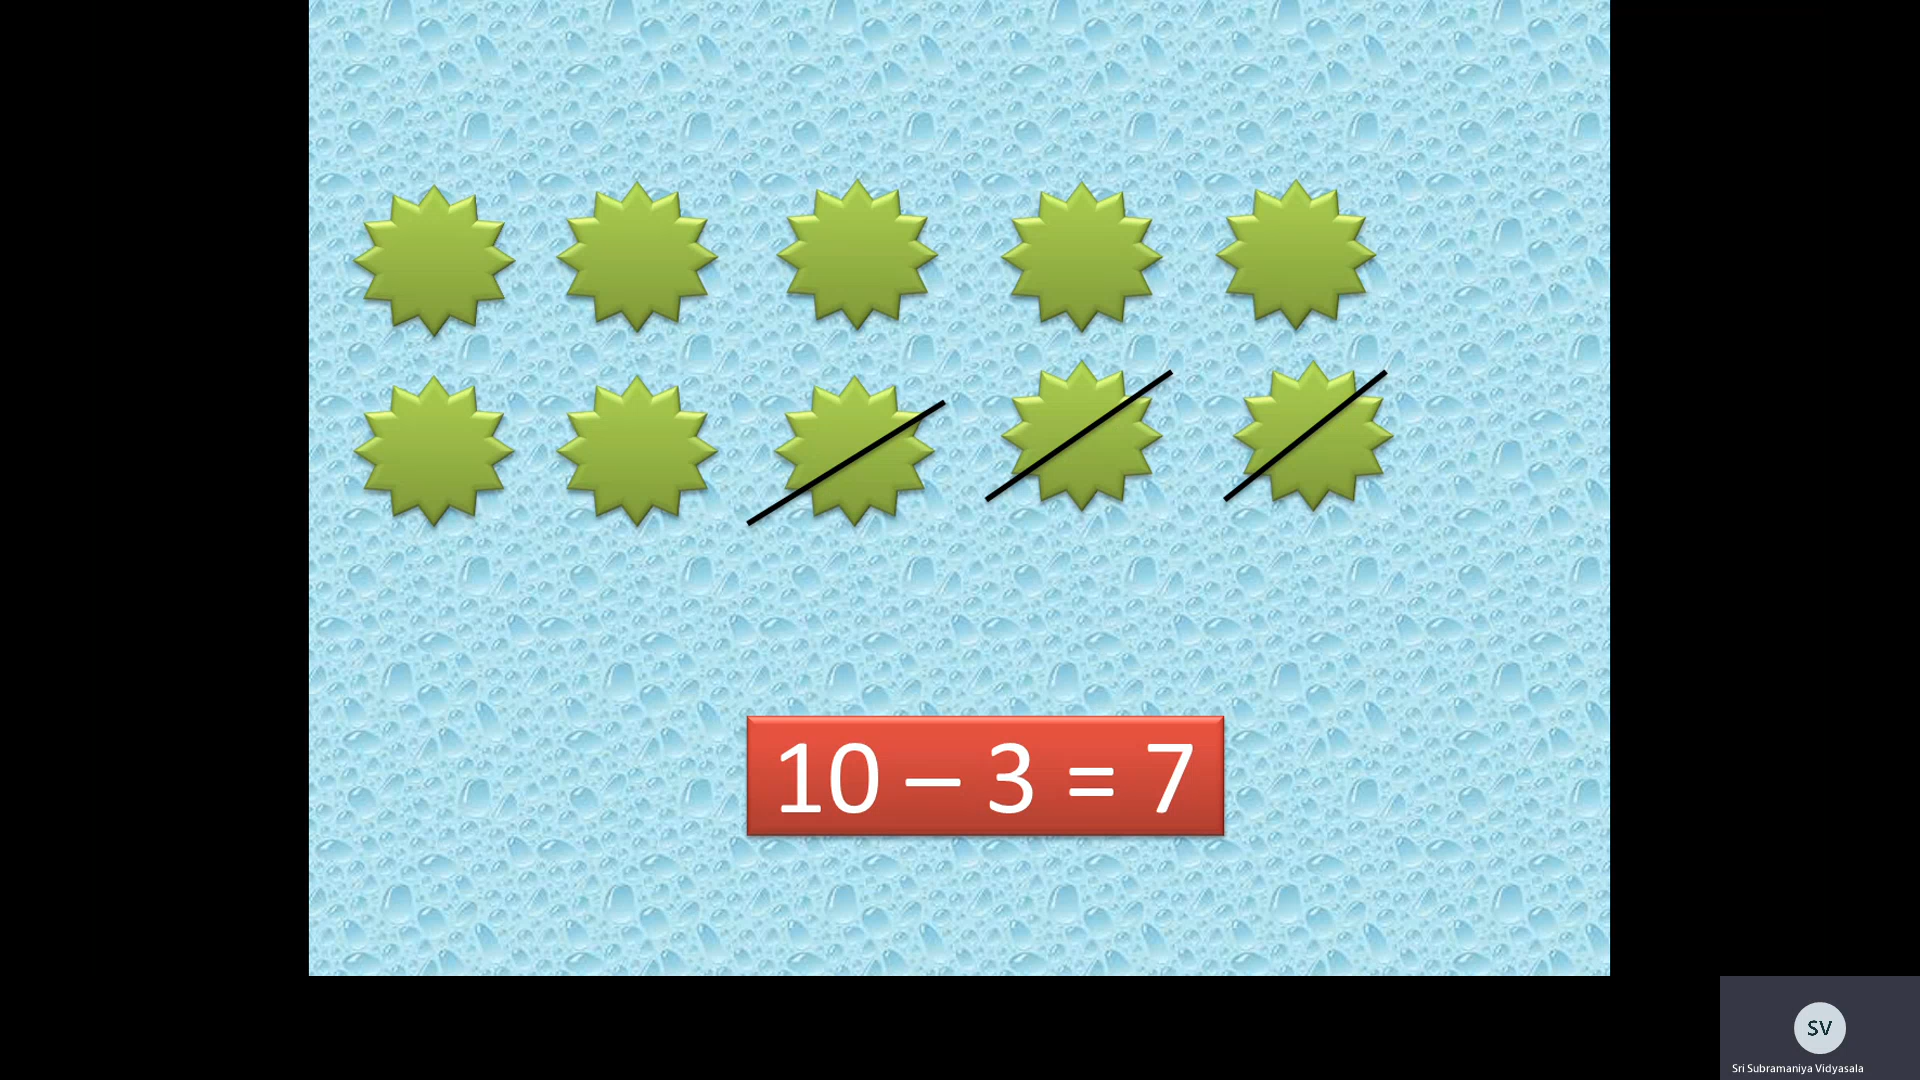 10 – 3 = 7
SV
Sri Subramaniya Vidyasala